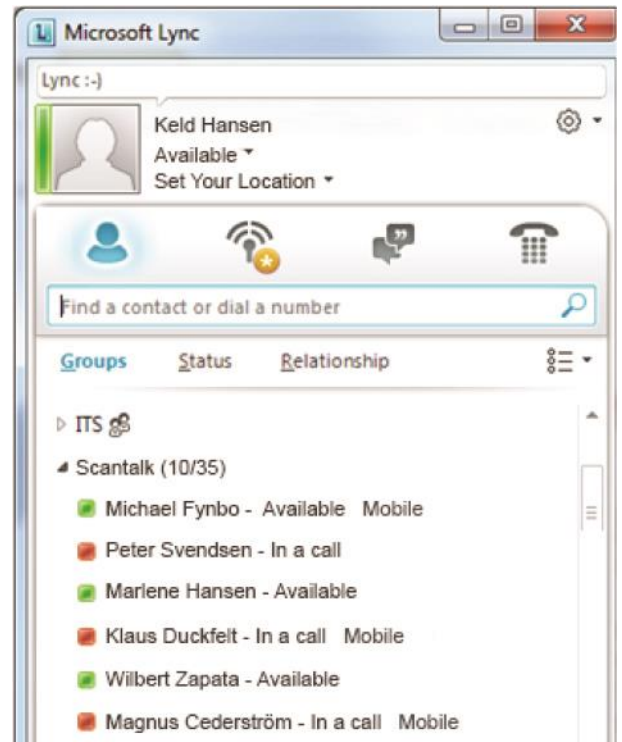 Microsoft Lync
Lync :-)
Keld Hansen
Available
Set Your Location
Find a contact or dial a number
Groups Status Relationship
ITS
Scantalk (10/35)
Michael Fynbo - Available Mobile
Peter Svendsen - In a call
Marlene Hansen - Available
Klaus Duckfelt - In a call Mobile
Wilbert Zapata - Available
Magnus Cederström - In a call Mobile